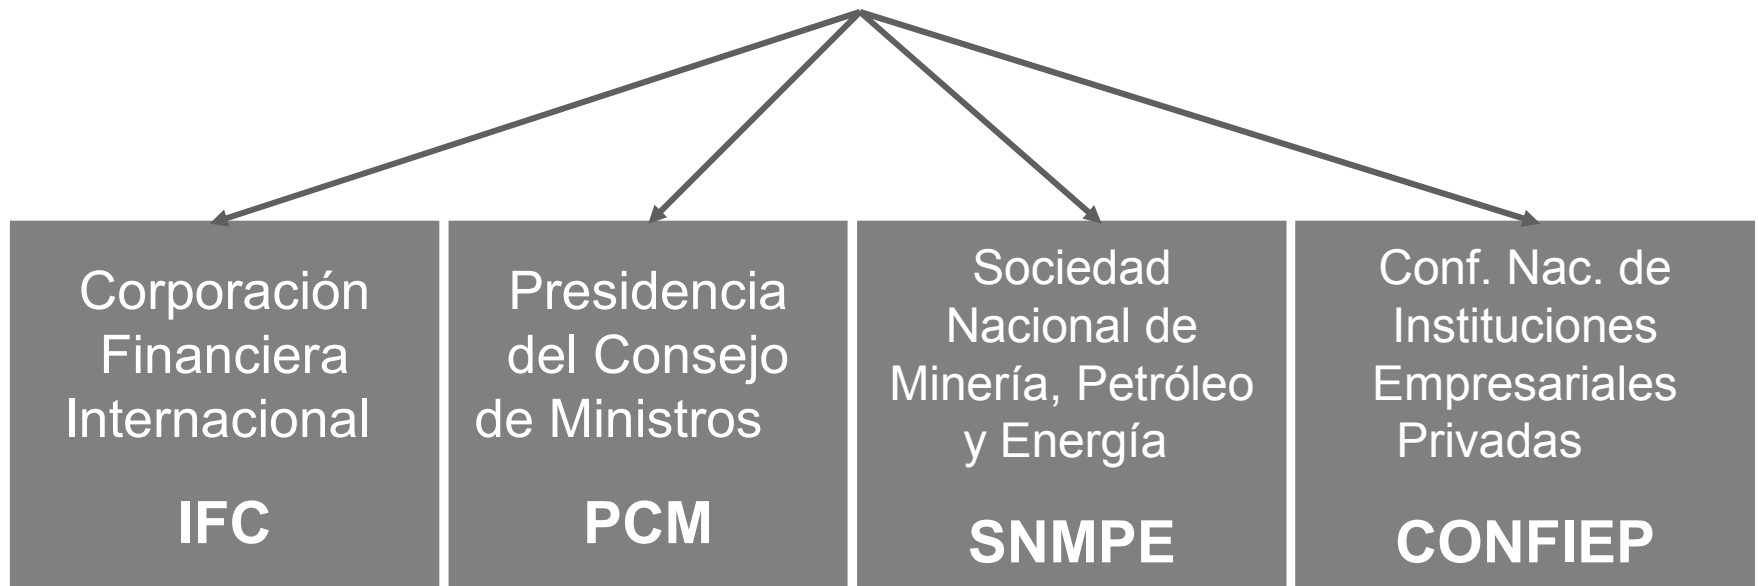 Corporación
Financiera
Internacional
IFC
Presidencia
del Consejo
de Ministros
PCM
Sociedad
Nacional de
Minería, Petróleo
y Energía
SNMPE
Conf. Nac. de
Instituciones
Empresariales
Privadas
CONFIEP